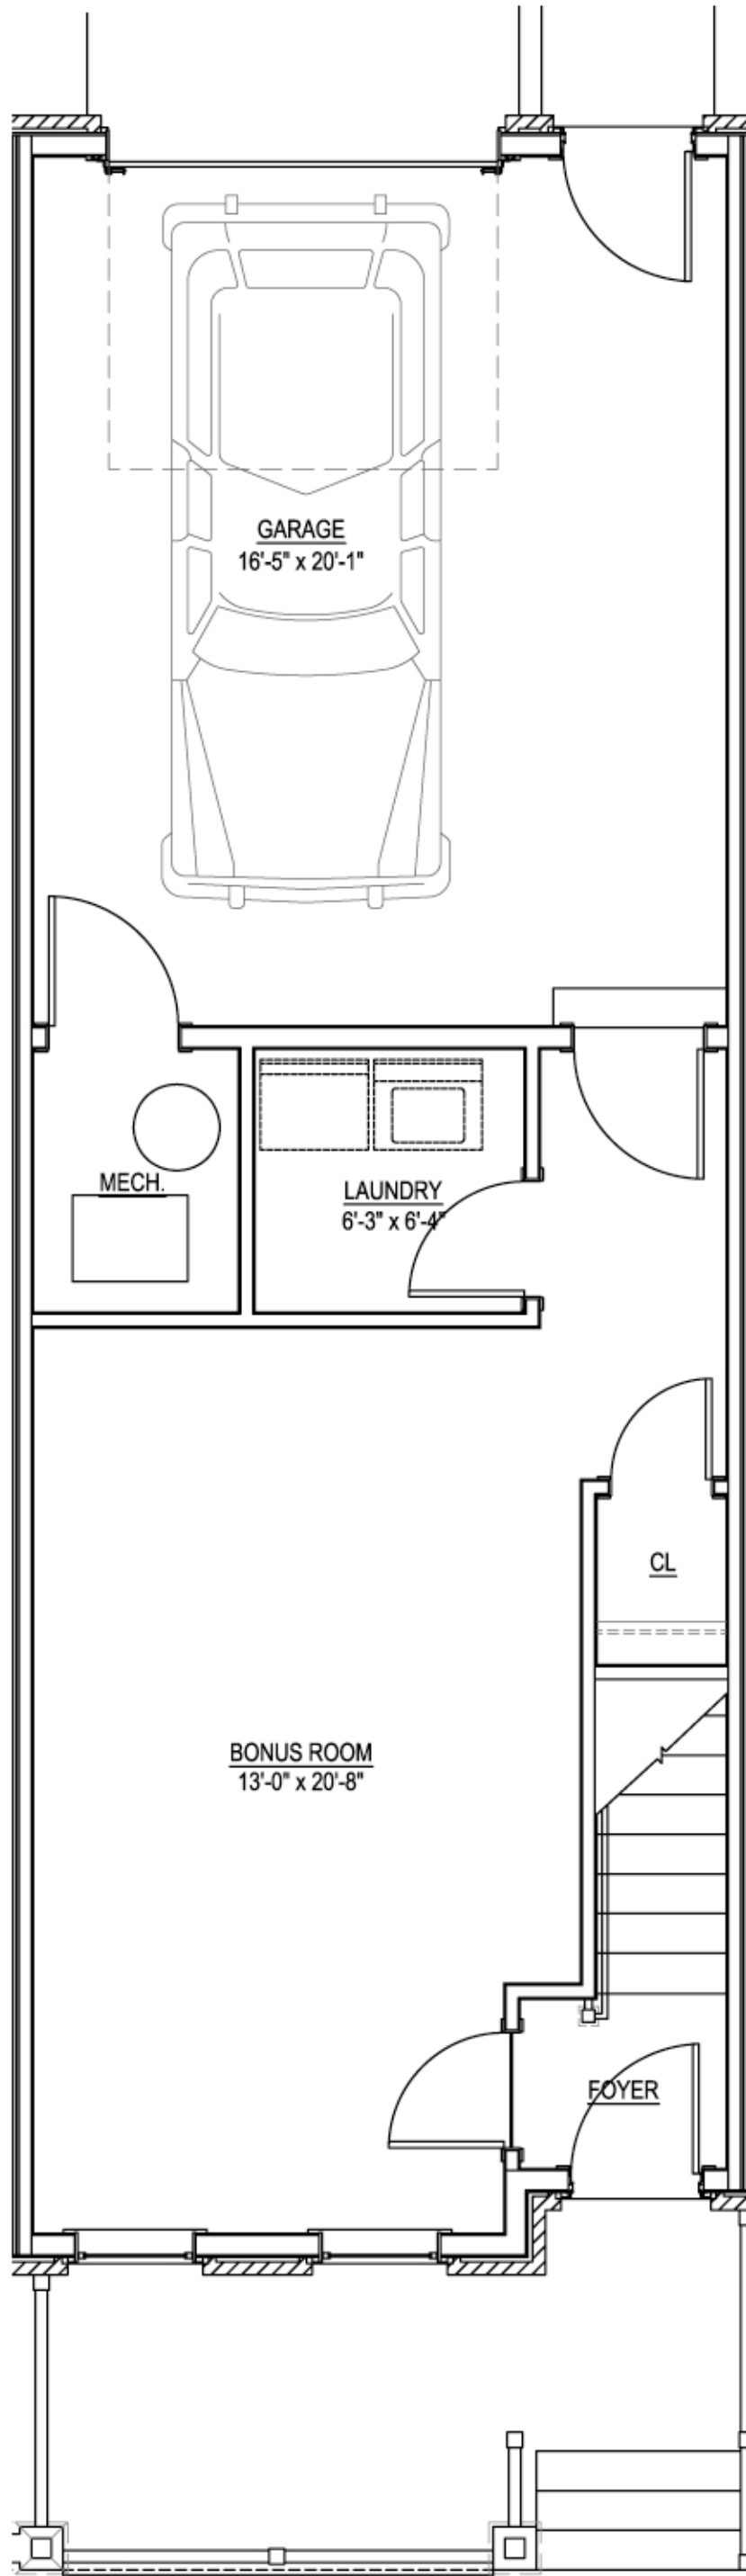 GARAGE
16'-5" x 20'-1"
MECH.
LAUNDRY
6'-3" x 6'-4"
CL
BONUS ROOM
13'-0" x 20'-8"
FOYER